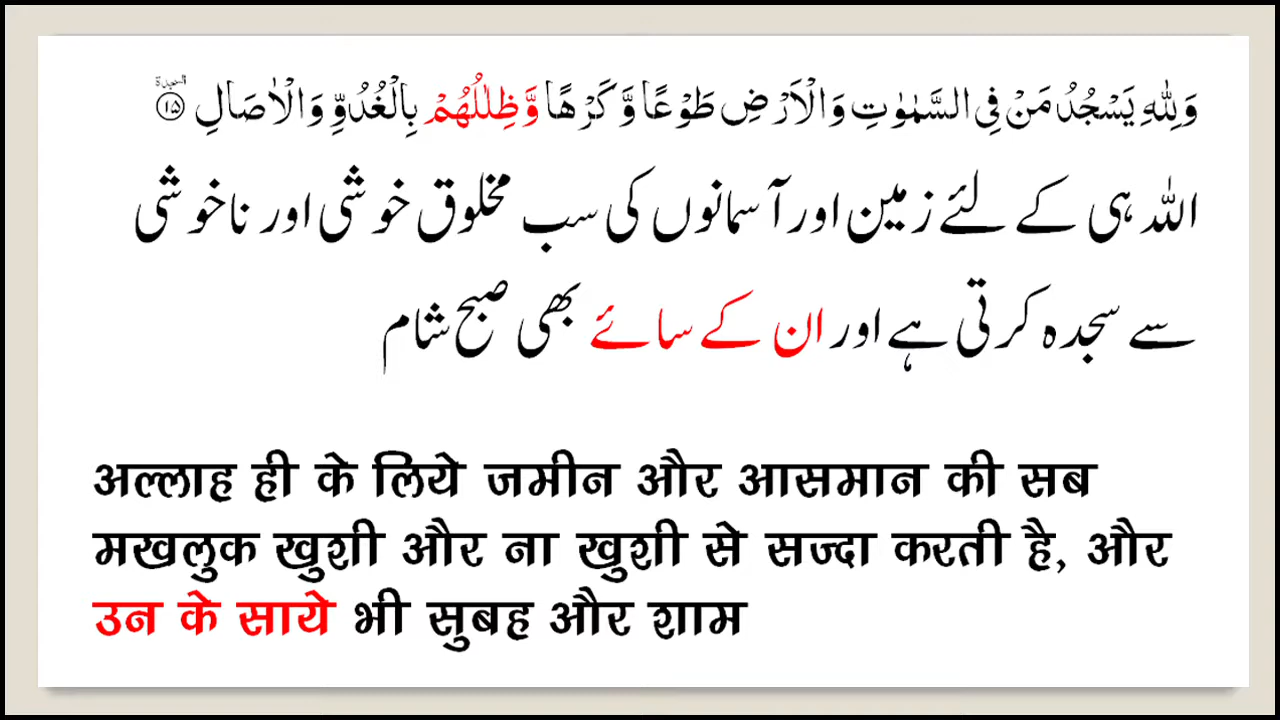 وَلِلّٰهِ يَسْجُدُ مَنْ فِي السَّمٰوٰتِ وَالْاَرْضِ طَوْعًا وَّكَرْهًا وَّظِلٰلُهُمْ بِالْغُدُوِّ وَالْاٰصَالِ ۝۱۵ السجدة
اللہ ہی کے لئے زمین اور آسمانوں کی سب مخلوق خوشی اور ناخوشی
سے سجدہ کرتی ہے اور ان کے سائے بھی صبح شام
अल्लाह ही के लिये जमीन और आसमान की सब
मखलुक खुशी और ना खुशी से सज्दा करती है, और
उन के साये भी सुबह और शाम